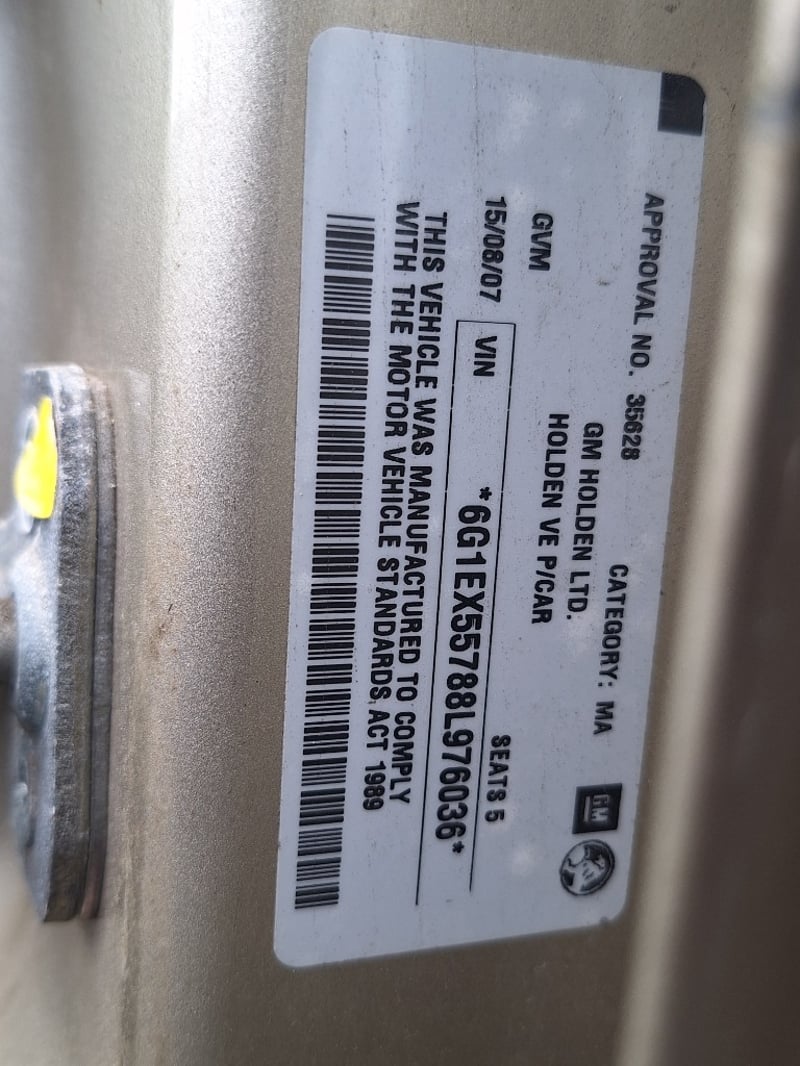 APPROVAL NO. 35628 CATEGORY: MA
GM HOLDEN LTD.
HOLDEN VE P/CAR
GM
GVM SEATS 5
15/08/07 VIN *6G1EX55788L976036*
THIS VEHICLE WAS MANUFACTURED TO COMPLY
WITH THE MOTOR VEHICLE STANDARDS ACT 1989